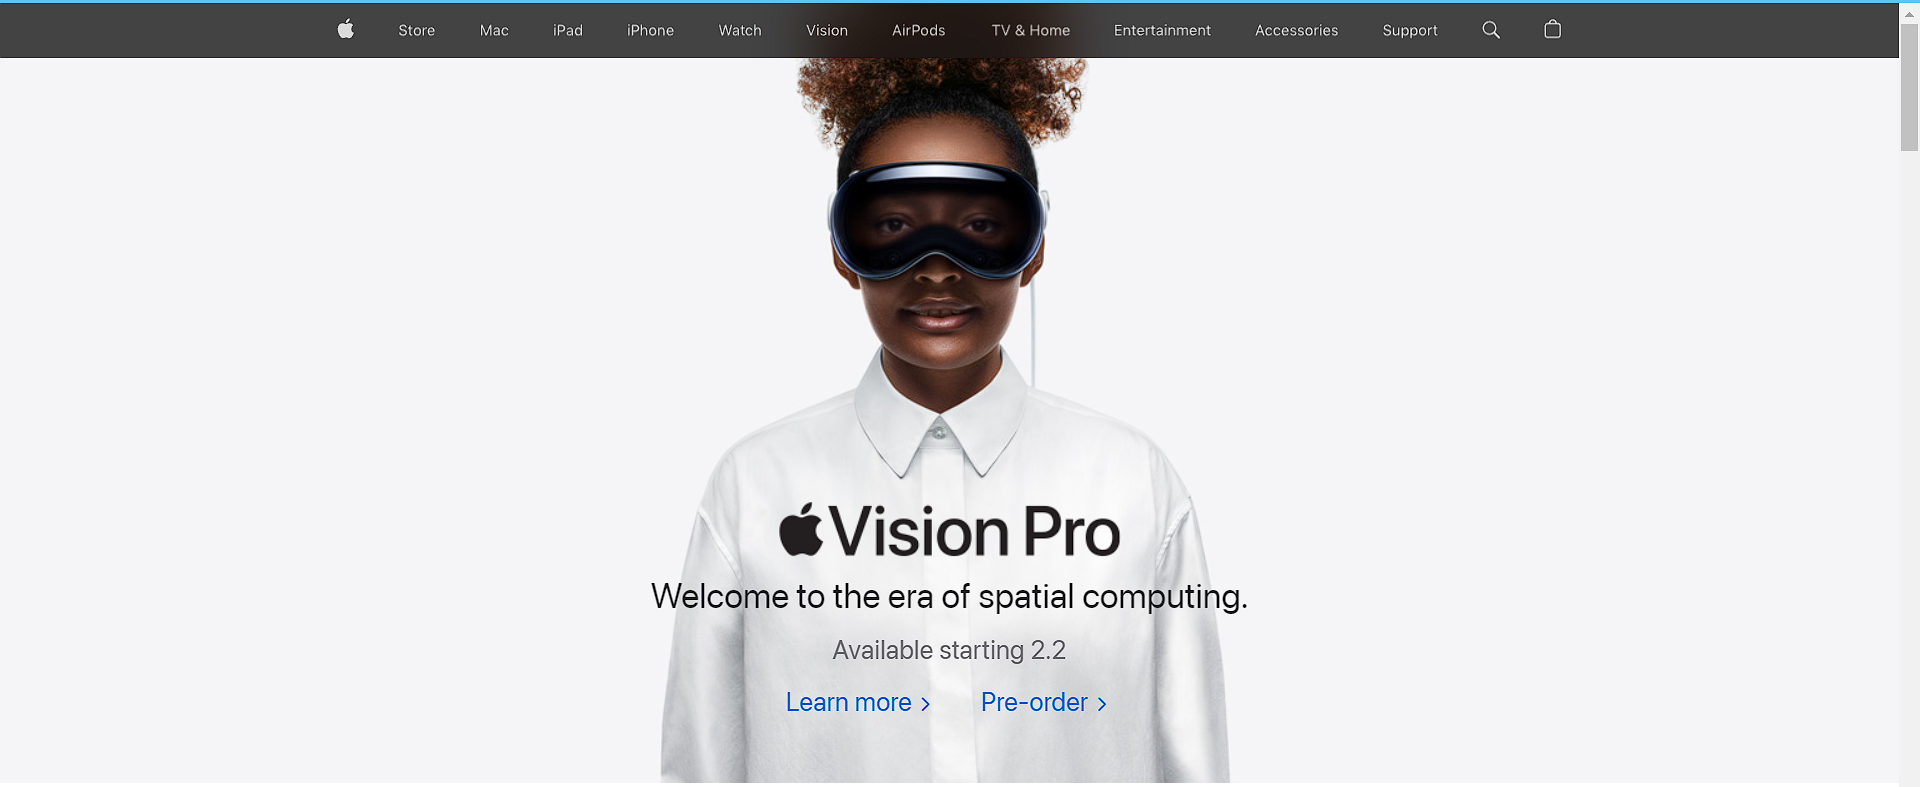 Store Mac iPad iPhone Watch Vision AirPods TV & Home Entertainment Accessories Support
Vision Pro
Welcome to the era of spatial computing.
Available starting 2.2
Learn more > Pre-order >